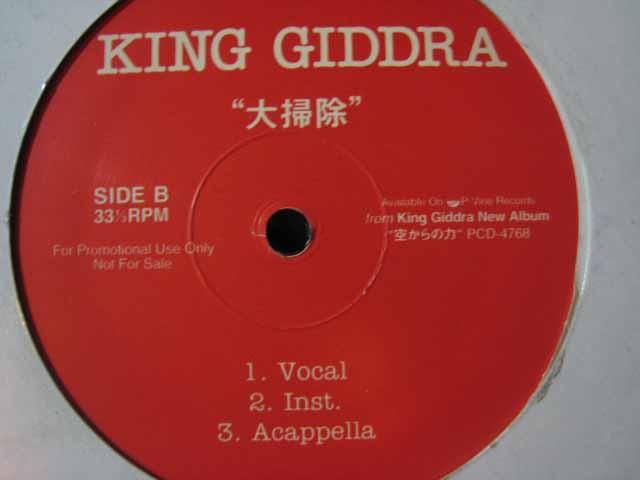 KING GIDDRA
“大掃除”
SIDE B
33⅓RPM
For Promotional Use Only
Not For Sale
Available On P-Vine Records
from King Giddra New Album
"空からの力" PCD-4768
1. Vocal
2. Inst.
3. Acappella